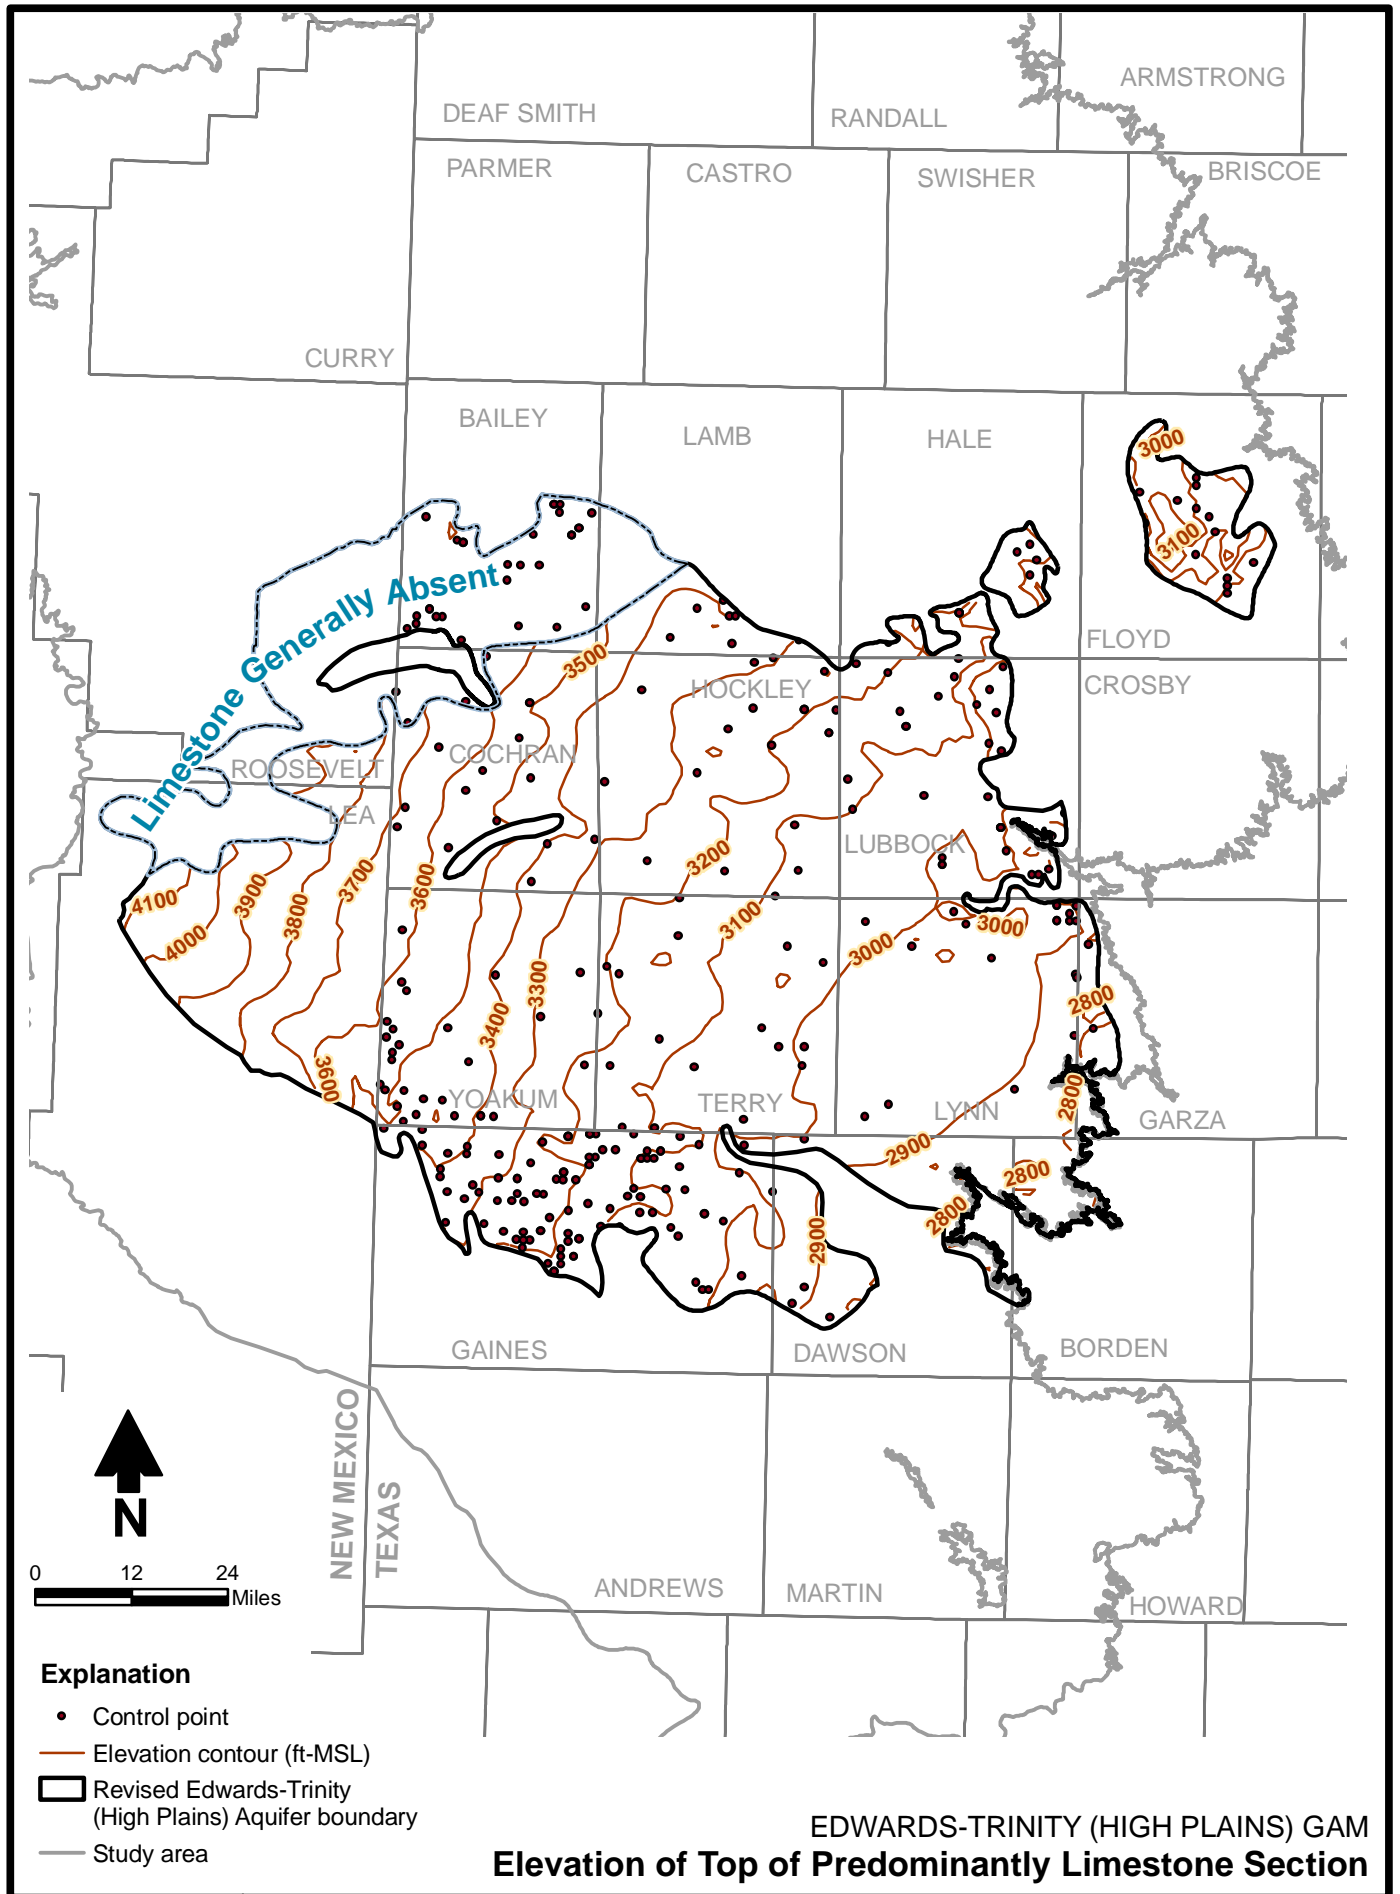 ARMSTRONG
DEAF SMITH
RANDALL
PARMER
CASTRO
SWISHER
BRISCOE
CURRY
BAILEY
LAMB
HALE
3000
3100
Limestone Generally Absent
FLOYD
3500
HOCKLEY
CROSBY
COCHRAN
ROOSEVELT
LEA
LUBBOCK
3200
3700
3600
3900
4100
3800
3100
3000
4000
3000
3300
2800
3400
3600
YOAKUM
TERRY
LYNN
2800
GARZA
2900
2800
2800
2900
GAINES
DAWSON
BORDEN
NEW MEXICO
TEXAS
N
0 12 24
Miles
ANDREWS
MARTIN
HOWARD
Explanation
Control point
Elevation contour (ft-MSL)
Revised Edwards-Trinity
(High Plains) Aquifer boundary
Study area
EDWARDS-TRINITY (HIGH PLAINS) GAM
Elevation of Top of Predominantly Limestone Section